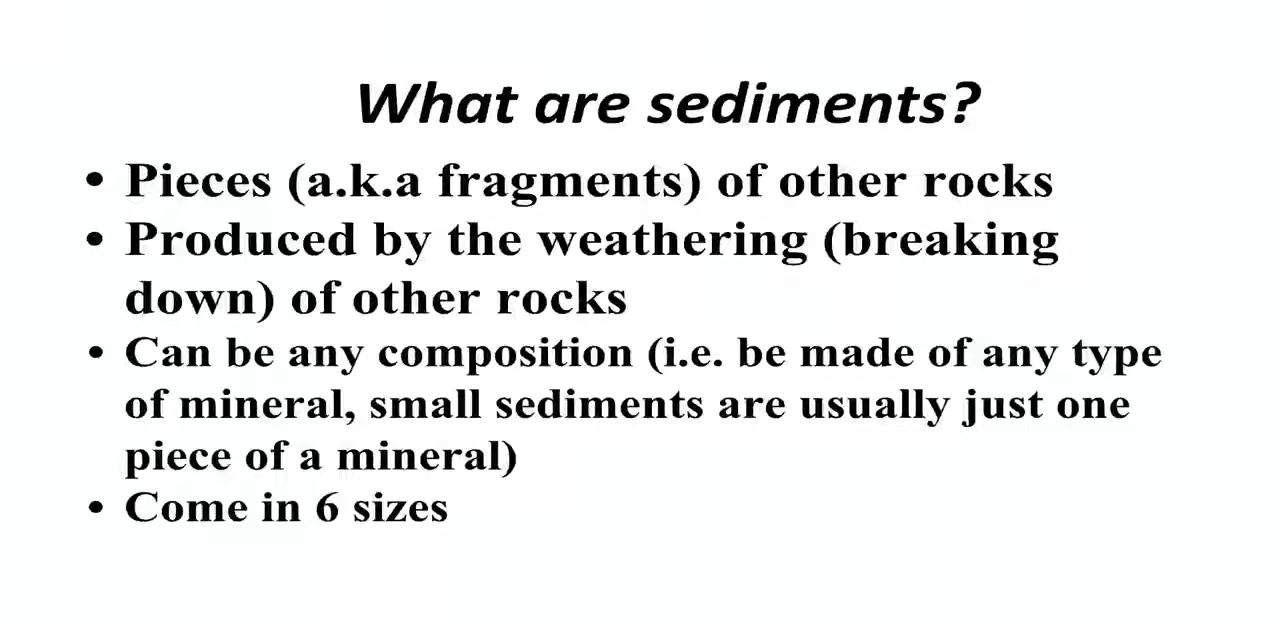 What are sediments?
• Pieces (a.k.a fragments) of other rocks
• Produced by the weathering (breaking
down) of other rocks
• Can be any composition (i.e. be made of any type
of mineral, small sediments are usually just one
piece of a mineral)
• Come in 6 sizes